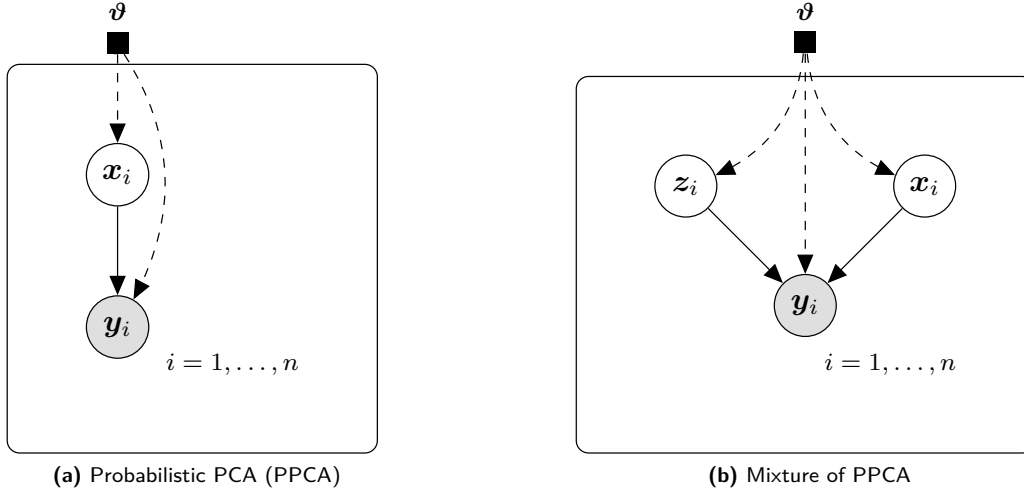 ϑ
x_i
y_i
i = 1, . . . , n
(a) Probabilistic PCA (PPCA)
ϑ
z_i
x_i
y_i
i = 1, . . . , n
(b) Mixture of PPCA